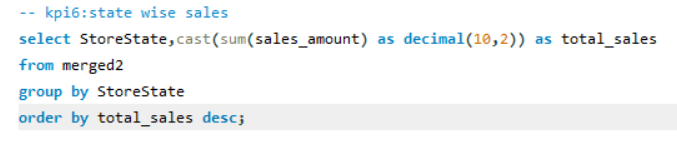 -- kpi6:state wise sales
select StoreState,cast(sum(sales_amount) as decimal(10,2)) as total_sales
from merged2
group by StoreState
order by total_sales desc;